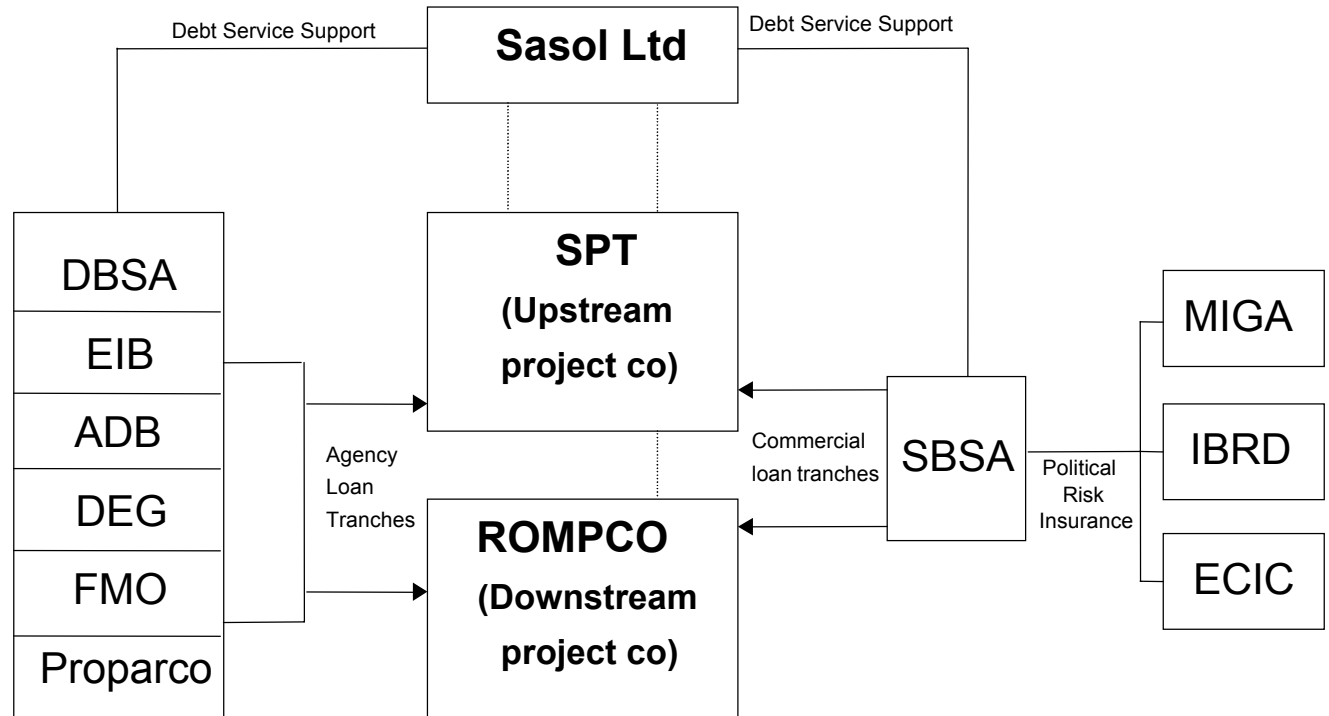 Debt Service Support
Sasol Ltd
Debt Service Support
DBSA
EIB
ADB
DEG
FMO
Proparco
Agency
Loan
Tranches
SPT
(Upstream
project co)
ROMPCO
(Downstream
project co)
Commercial
loan tranches
SBSA
Political
Risk
Insurance
MIGA
IBRD
ECIC